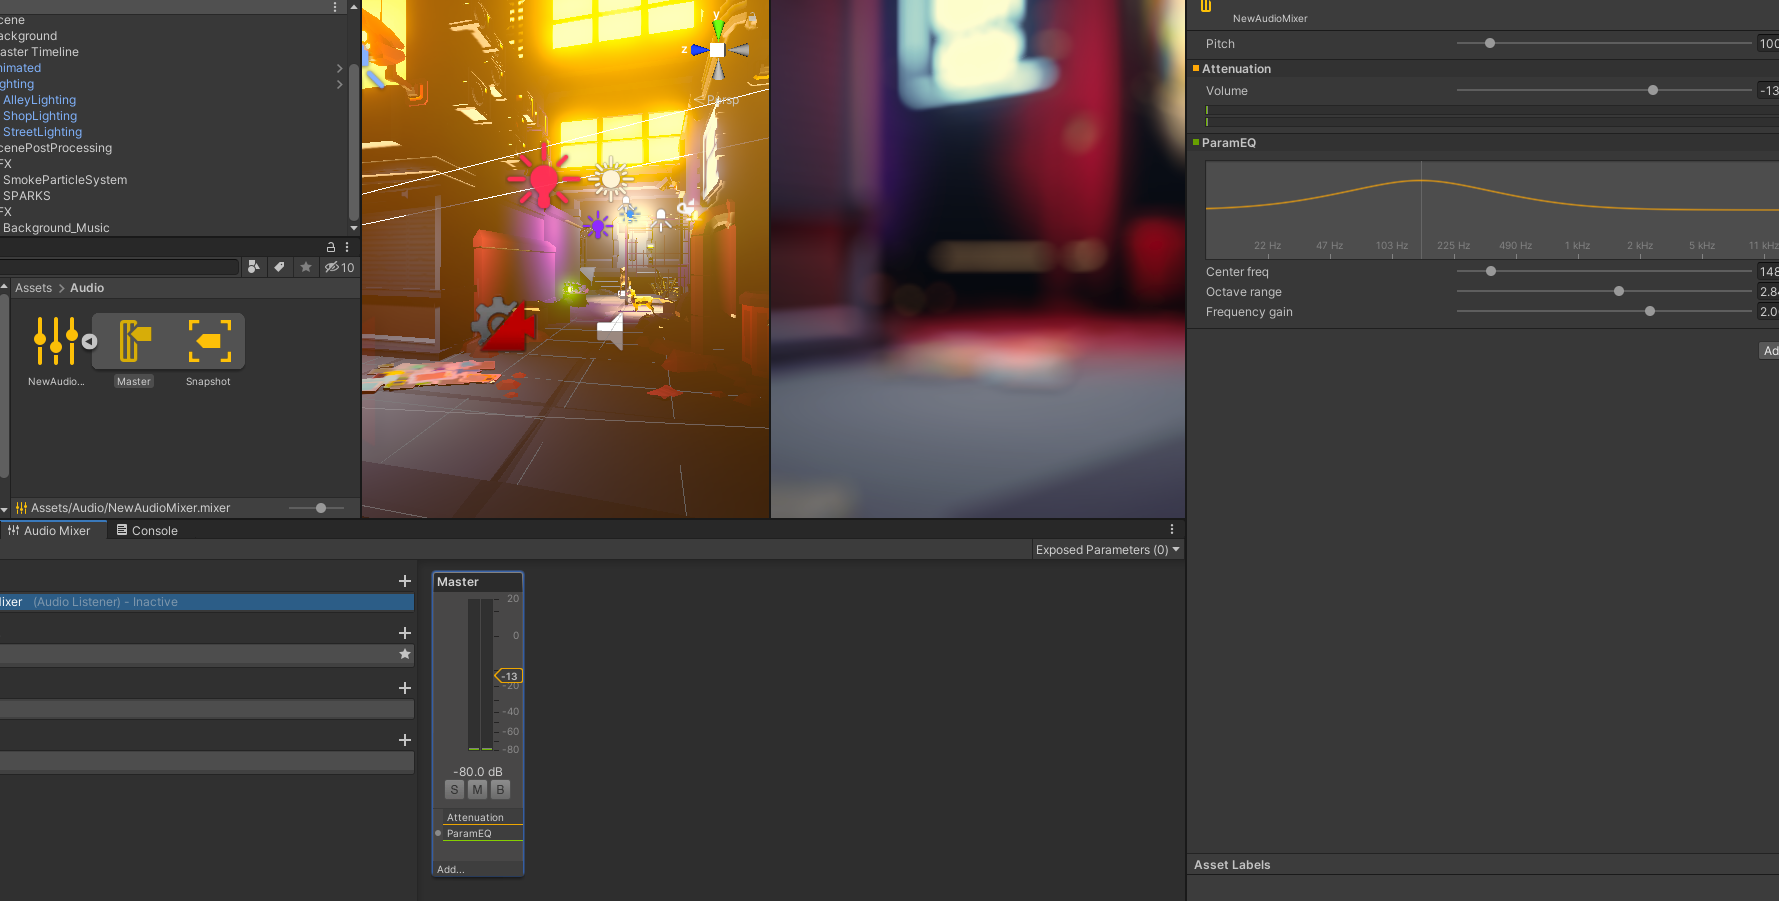 cene
ackground
aster Timeline
nimated
ghting
AlleyLighting
ShopLighting
StreetLighting
cenePostProcessing
FX
SmokeParticleSystem
SPARKS
FX
Background_Music
10
Assets > Audio
NewAudio...
Master
Snapshot
Assets/Audio/NewAudioMixer.mixer
y
z
Persp
NewAudioMixer
Pitch
100
Attenuation
Volume
-13
ParamEQ
22 Hz 47 Hz 103 Hz 225 Hz 490 Hz 1 kHz 2 kHz 5 kHz 11 kHz
Center freq
148
Octave range
2.84
Frequency gain
2.0
Ad
Audio Mixer
Console
Exposed Parameters (0)
ixer (Audio Listener) - Inactive
Master
20
0
-13
-20
-40
-60
-80
-80.0 dB
S M B
Attenuation
ParamEQ
Add...
Asset Labels